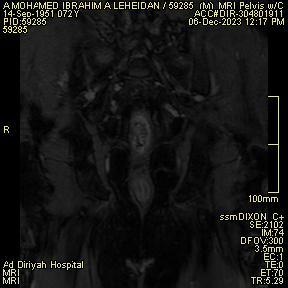 A MOHAMED IBRAHIM A LEHEIDAN / 59285 (M) MRI Pelvis w/C
14-Sep-1951 072Y ACC#DIR-304801911
PID:59285 06-Dec-2023 12:17 PM
59285
R
100mm
ssmDIXON C+
SE:2102
IM:74
DFOV:300
3.5mm
EC:1
Ad Diriyah Hospital TE:0
MRI ET:70
MRI TR:5.29